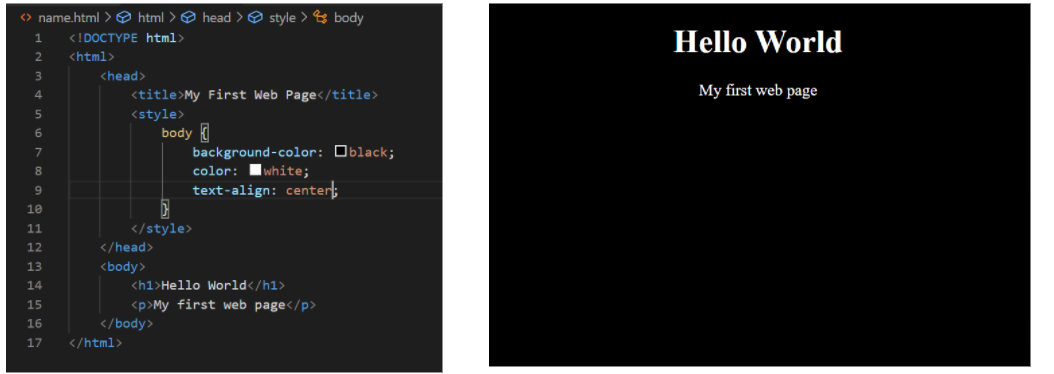 name.html > html > head > style > body
1 <!DOCTYPE html>
2 <html>
3 <head>
4 <title>My First Web Page</title>
5 <style>
6 body {
7 background-color: black;
8 color: white;
9 text-align: center;
10 }
11 </style>
12 </head>
13 <body>
14 <h1>Hello World</h1>
15 <p>My first web page</p>
16 </body>
17 </html>
Hello World
My first web page